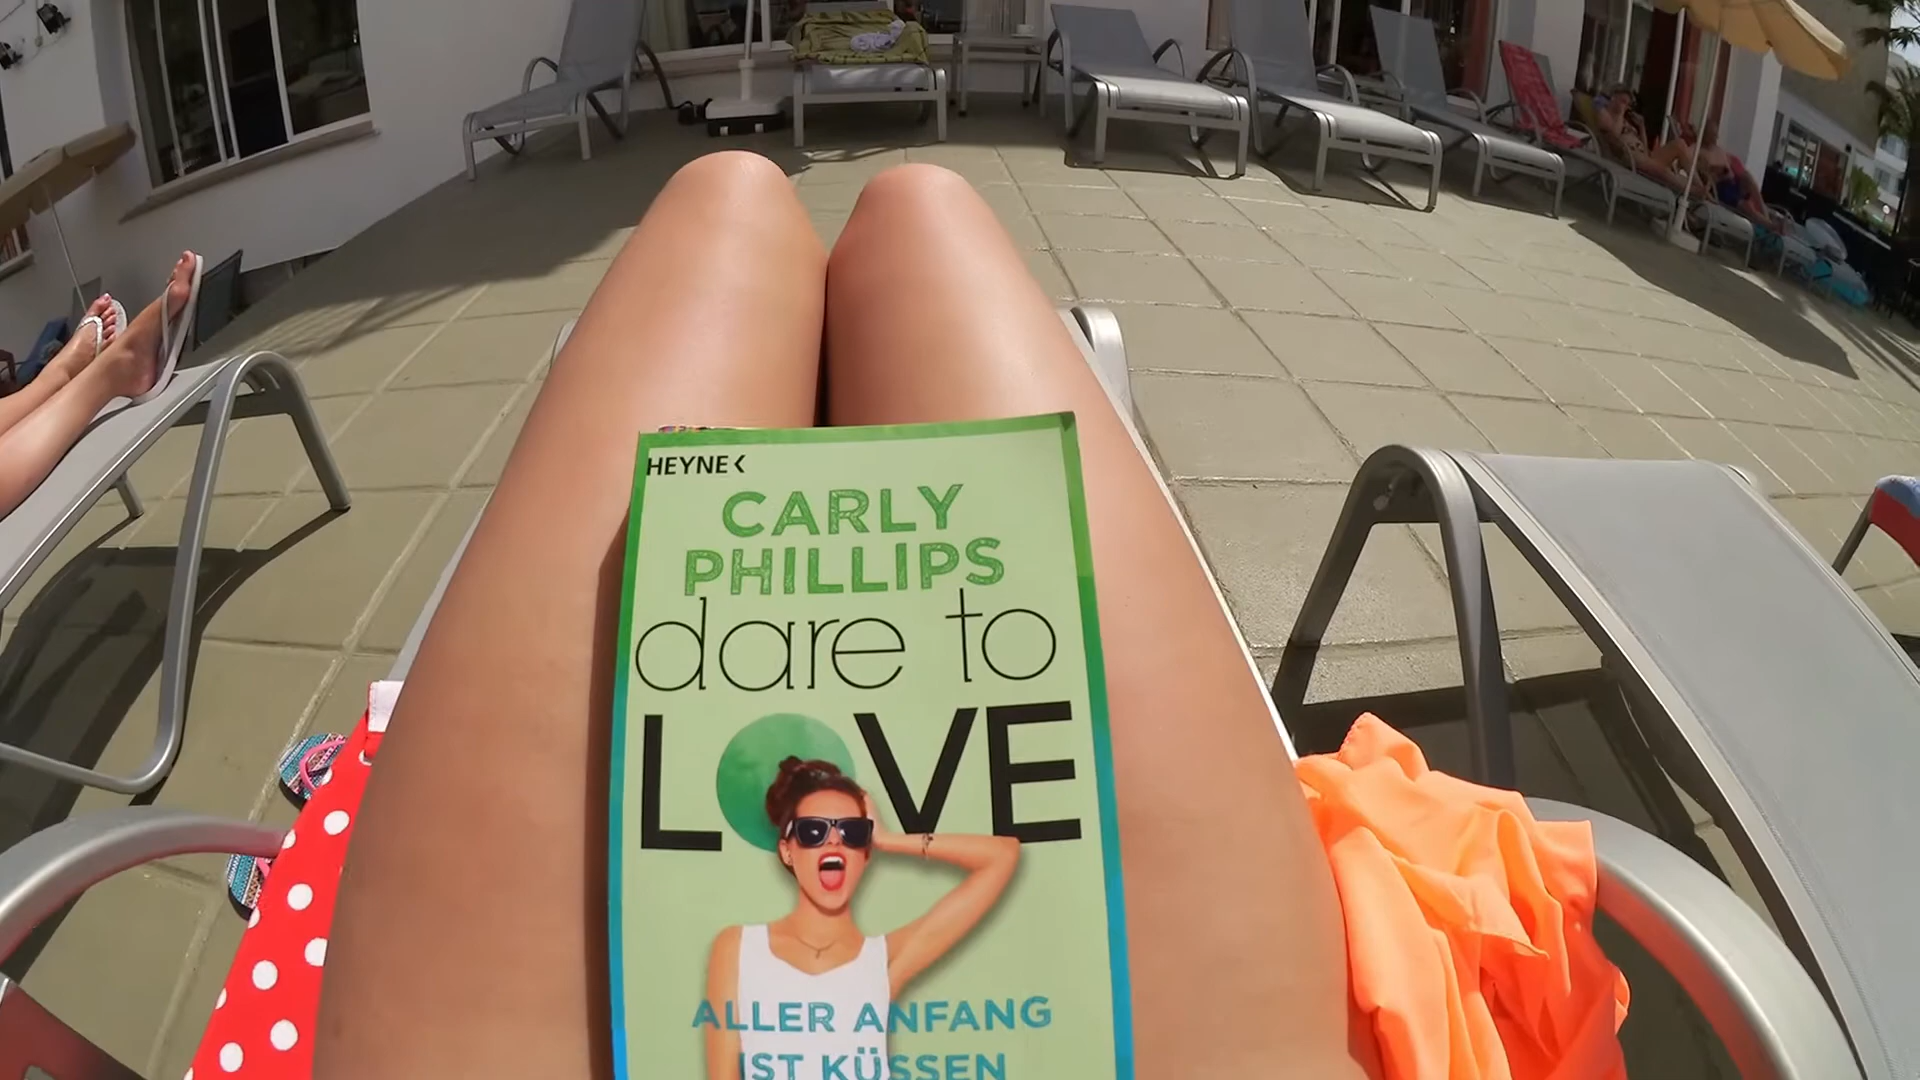 HEYNE<
CARLY
PHILLIPS
dare to
LOVE
ALLER ANFANG
IST KÜSSEN